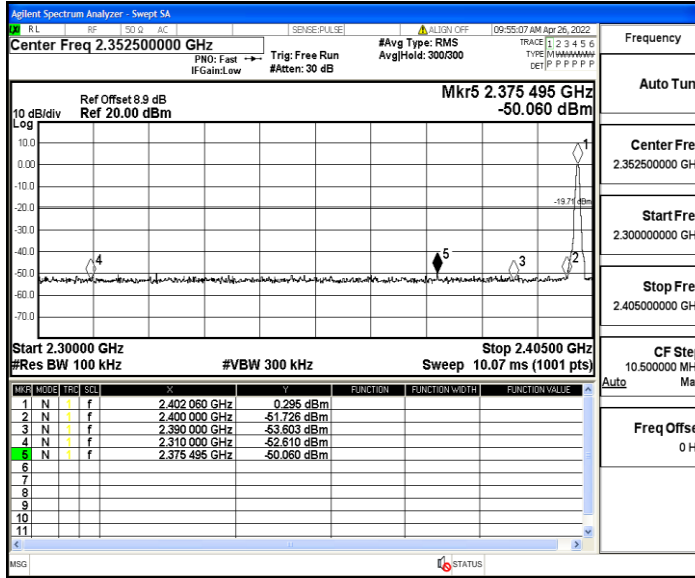 Agilent Spectrum Analyzer - Swept SA
RL RF 50 Ω AC SENSE:PULSE ALIGN OFF 09:55:07 AM Apr 26, 2022
Center Freq 2.352500000 GHz
PNO: Fast
IFGain:Low
Trig: Free Run
#Atten: 30 dB
#Avg Type: RMS
Avg|Hold: 300/300
TRACE 1 2 3 4 5 6
TYPE M
DET P P P P P P
Frequency
Auto Tun
Center Fre
2.352500000 GH
Start Fre
2.300000000 GH
Stop Fre
2.405000000 GH
CF Ste
10.500000 MH
Auto Ma
Freq Offse
0 H
Ref Offset 8.9 dB
10 dB/div Ref 20.00 dBm
Log
Mkr5 2.375 495 GHz
-50.060 dBm
10.0
0.00
-10.0
-20.0
-30.0
-40.0
-50.0
-60.0
-70.0
-19.71 dBm
1
2
3
4
5
Start 2.30000 GHz Stop 2.40500 GHz
#Res BW 100 kHz #VBW 300 kHz Sweep 10.07 ms (1001 pts)
MKR MODE TRC SCL X Y FUNCTION FUNCTION WIDTH FUNCTION VALUE
1 N 1 f 2.402 060 GHz 0.295 dBm
2 N 1 f 2.400 000 GHz -51.726 dBm
3 N 1 f 2.390 000 GHz -53.603 dBm
4 N 1 f 2.310 000 GHz -52.610 dBm
5 N 1 f 2.375 495 GHz -50.060 dBm
6
7
8
9
10
11
MSG STATUS